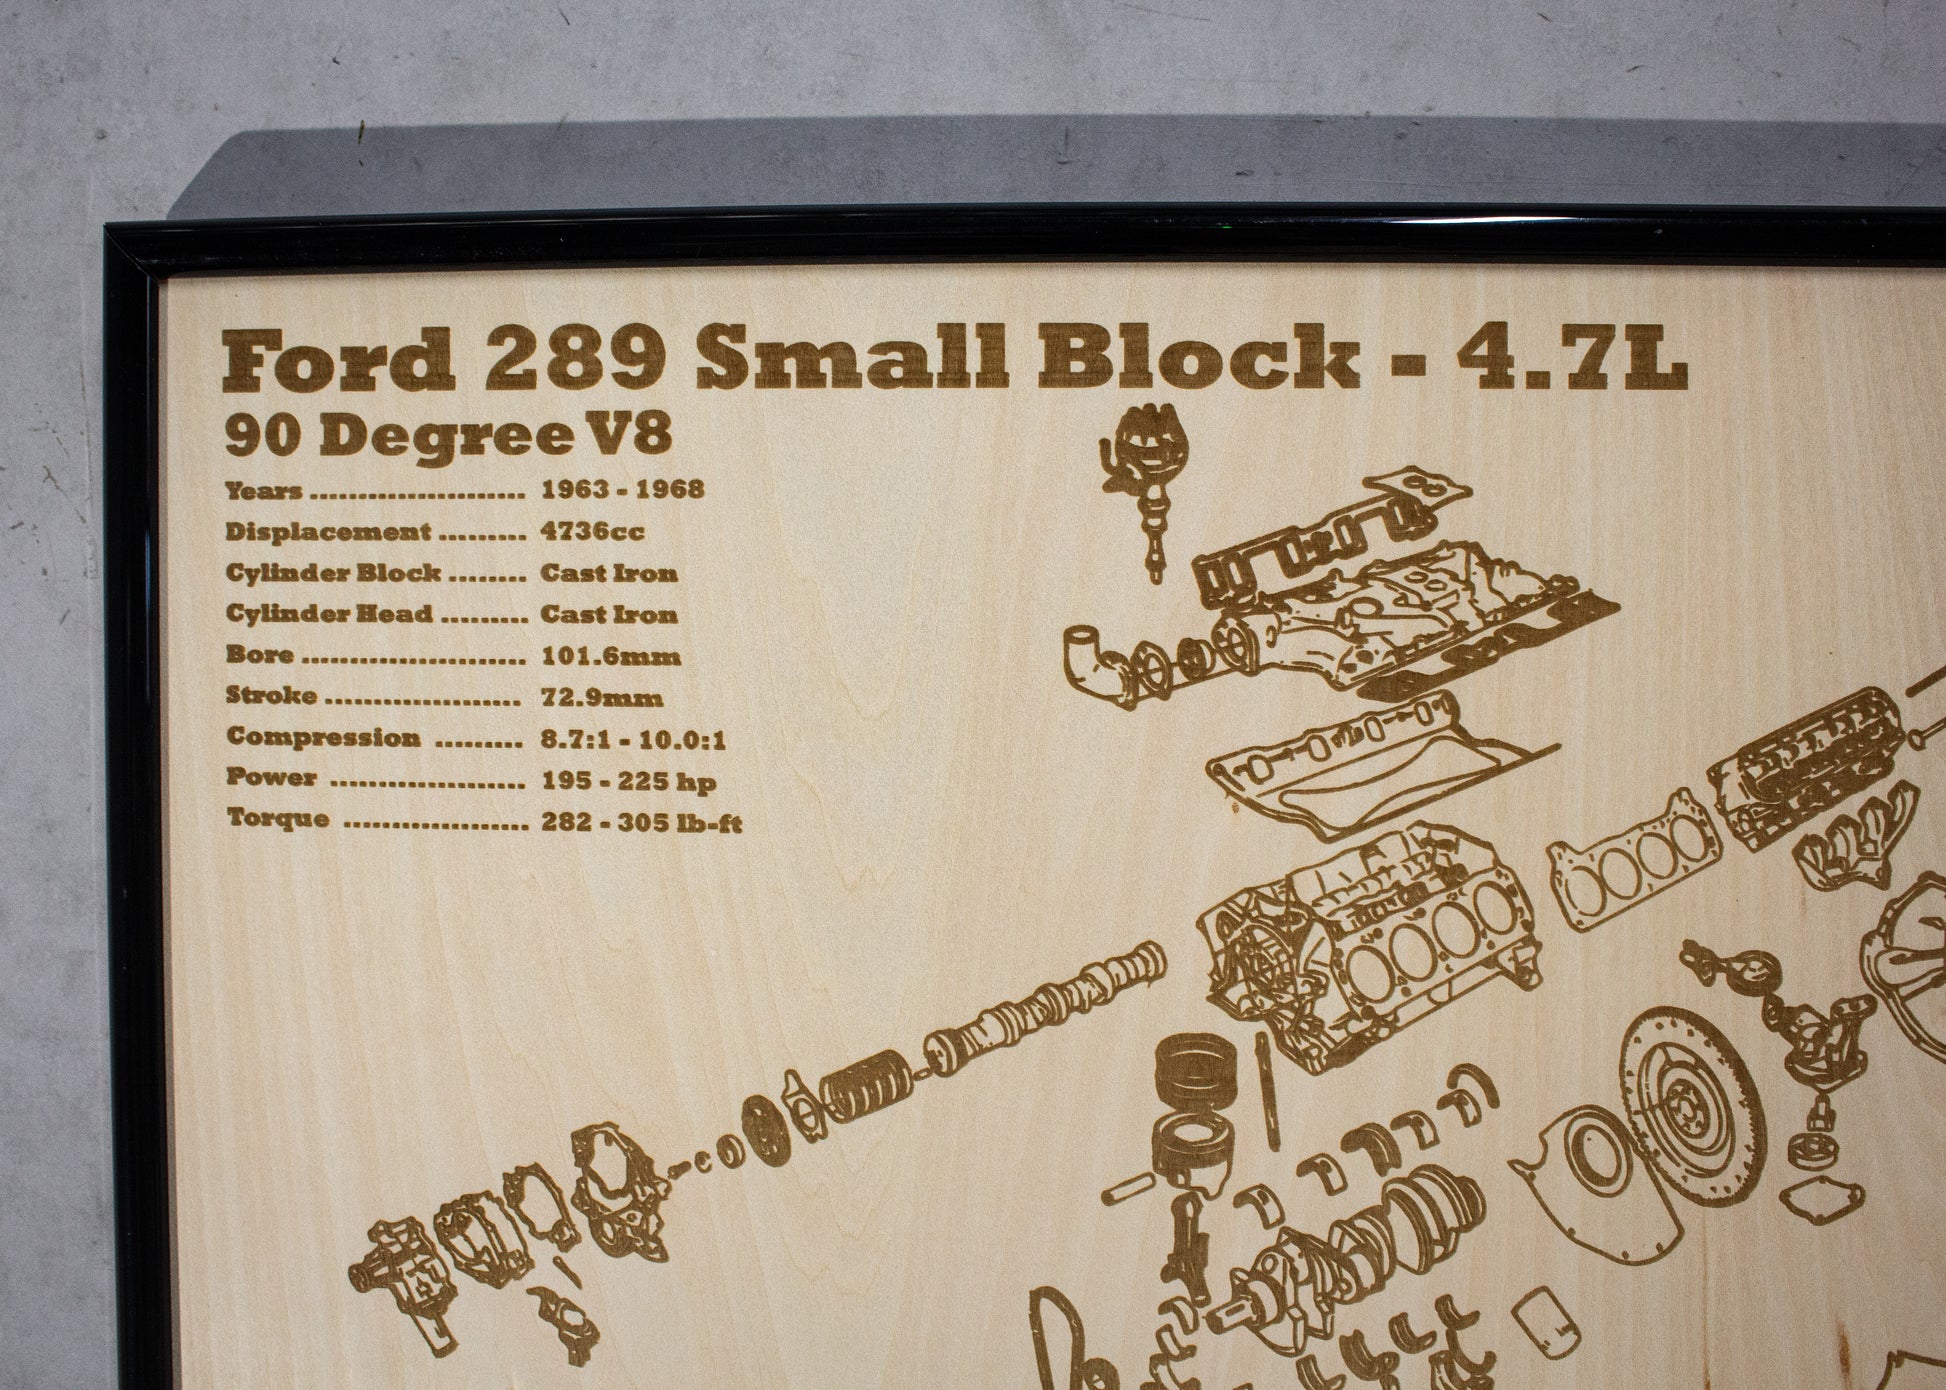 Ford 289 Small Block - 4.7L
90 Degree V8
Years ...................... 1963 - 1968
Displacement ......... 4736cc
Cylinder Block ........ Cast Iron
Cylinder Head ......... Cast Iron
Bore ....................... 101.6mm
Stroke .................... 72.9mm
Compression ......... 8.7:1 - 10.0:1
Power .................... 195 - 225 hp
Torque ................... 282 - 305 lb-ft